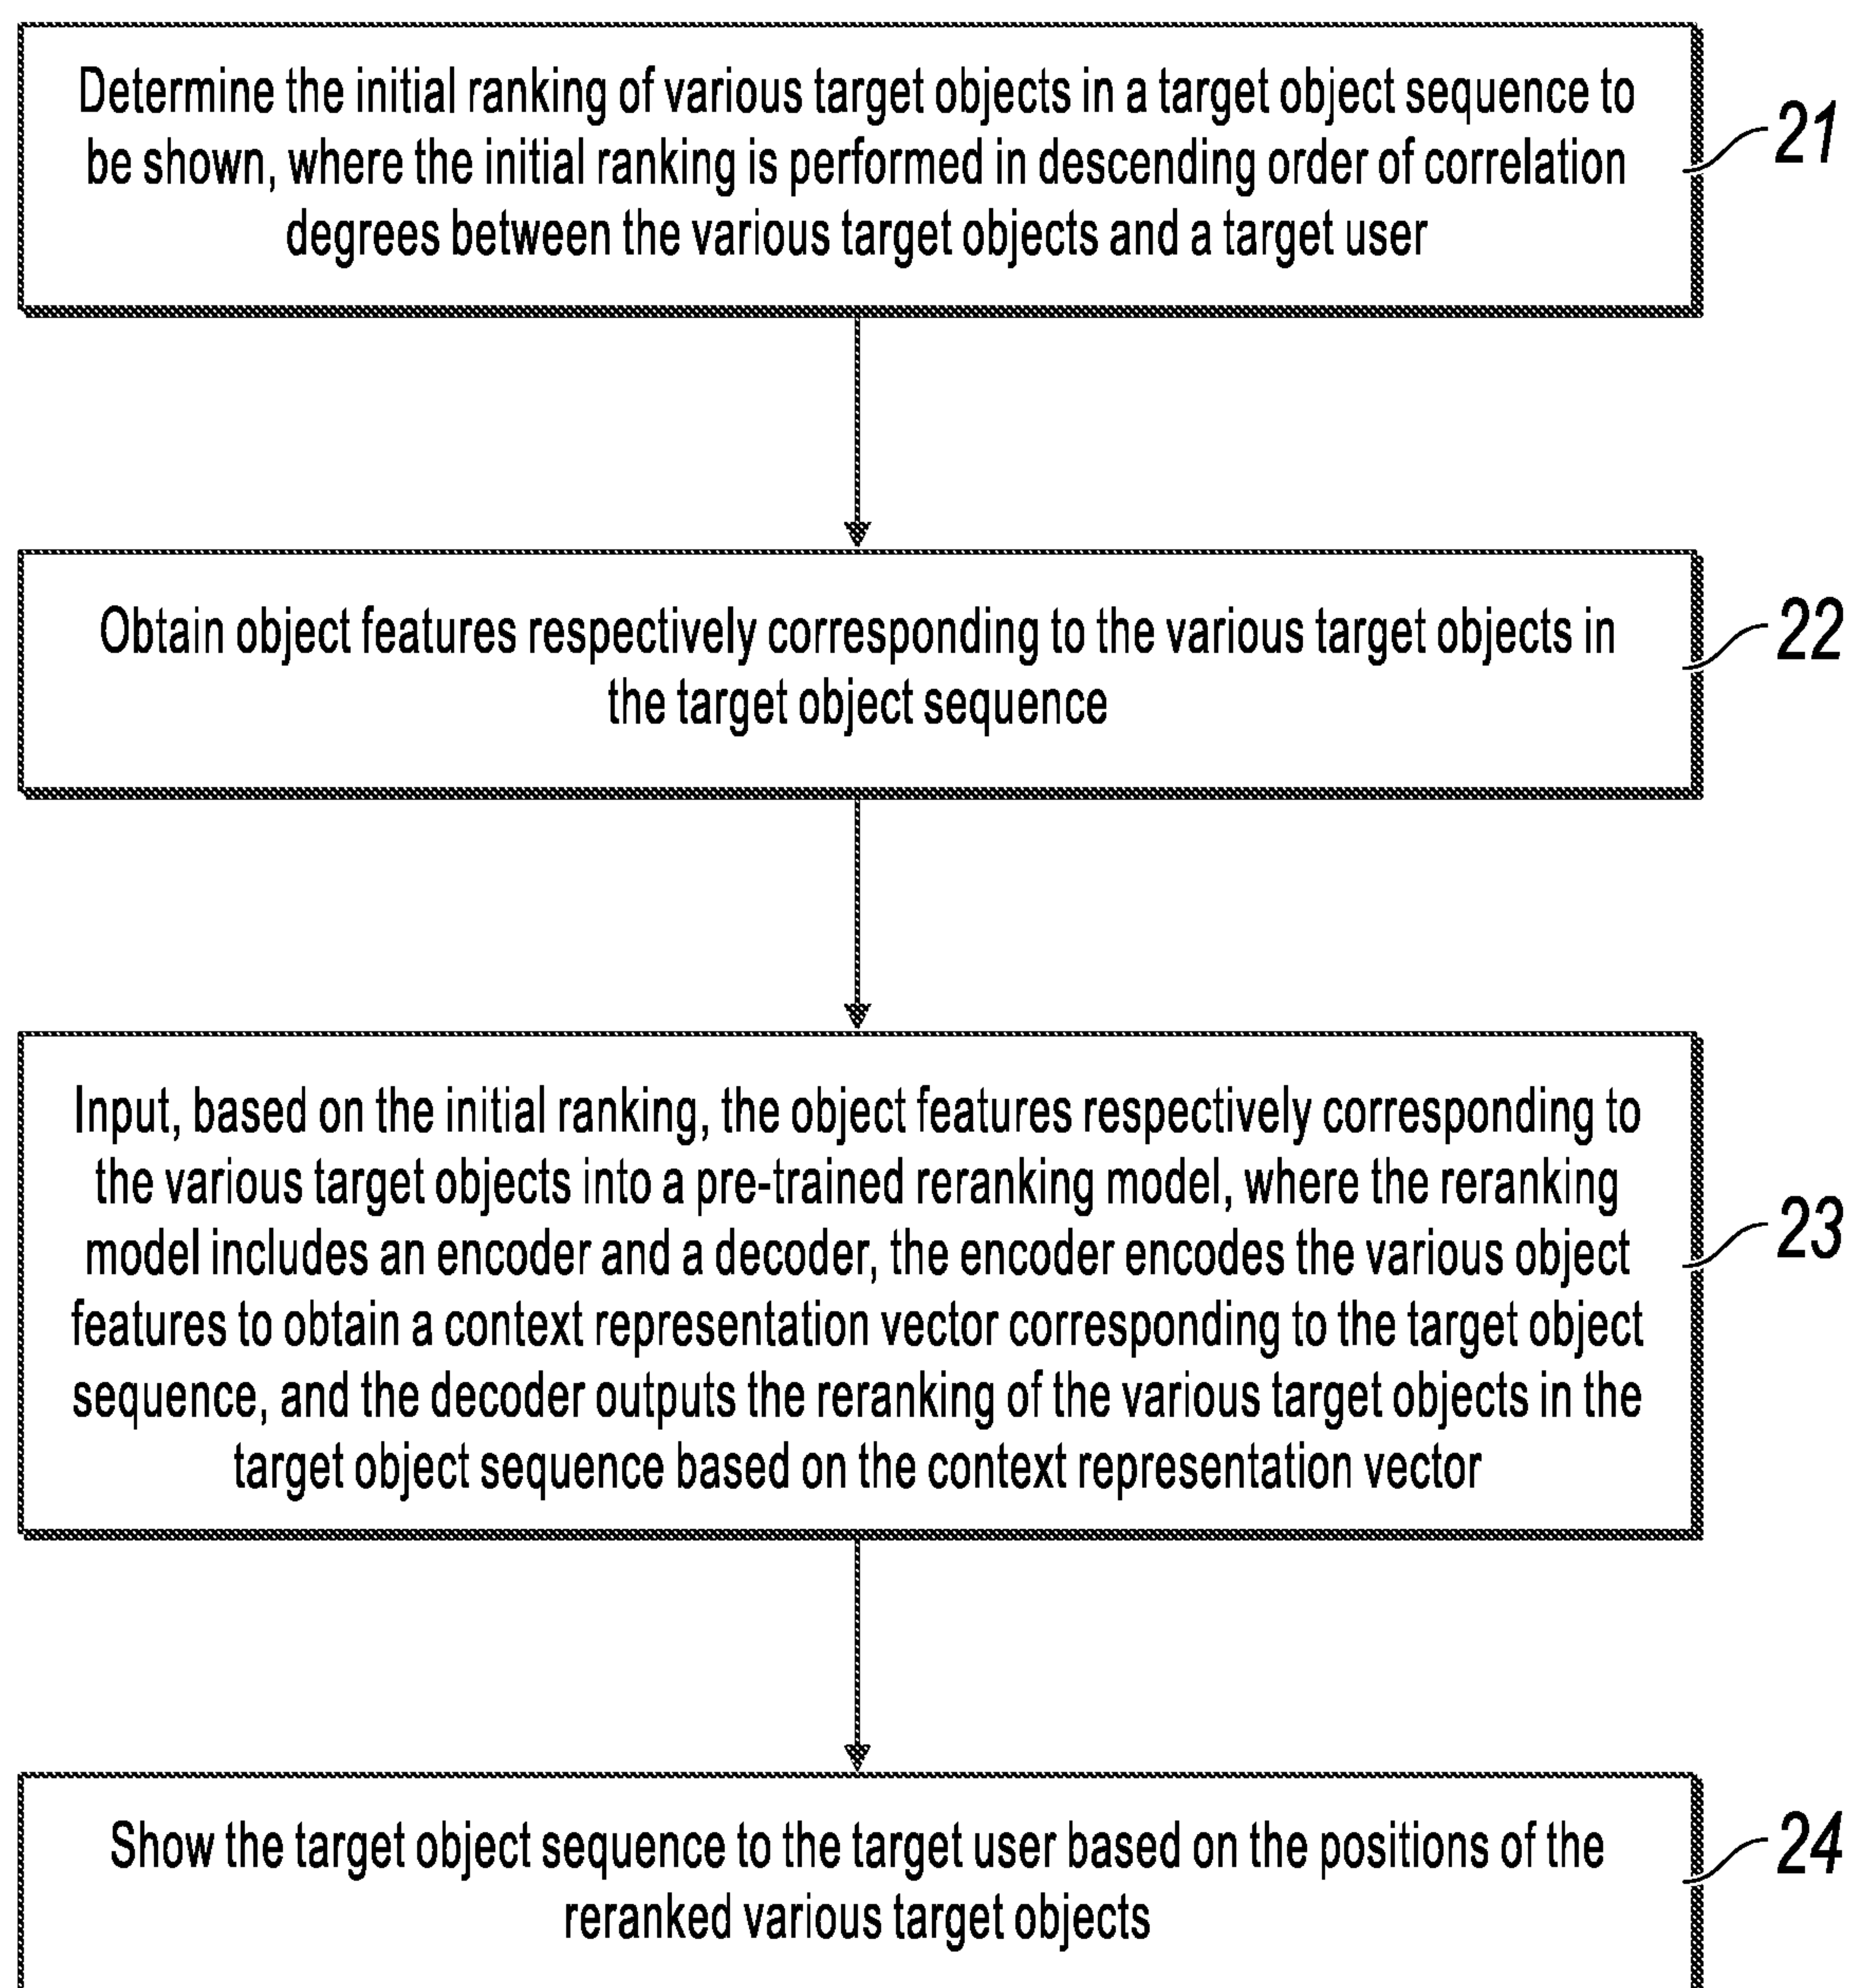 Determine the initial ranking of various target objects in a target object sequence to
be shown, where the initial ranking is performed in descending order of correlation
degrees between the various target objects and a target user
21
Obtain object features respectively corresponding to the various target objects in
the target object sequence
22
Input, based on the initial ranking, the object features respectively corresponding to
the various target objects into a pre-trained reranking model, where the reranking
model includes an encoder and a decoder, the encoder encodes the various object
features to obtain a context representation vector corresponding to the target object
sequence, and the decoder outputs the reranking of the various target objects in the
target object sequence based on the context representation vector
23
Show the target object sequence to the target user based on the positions of the
reranked various target objects
24